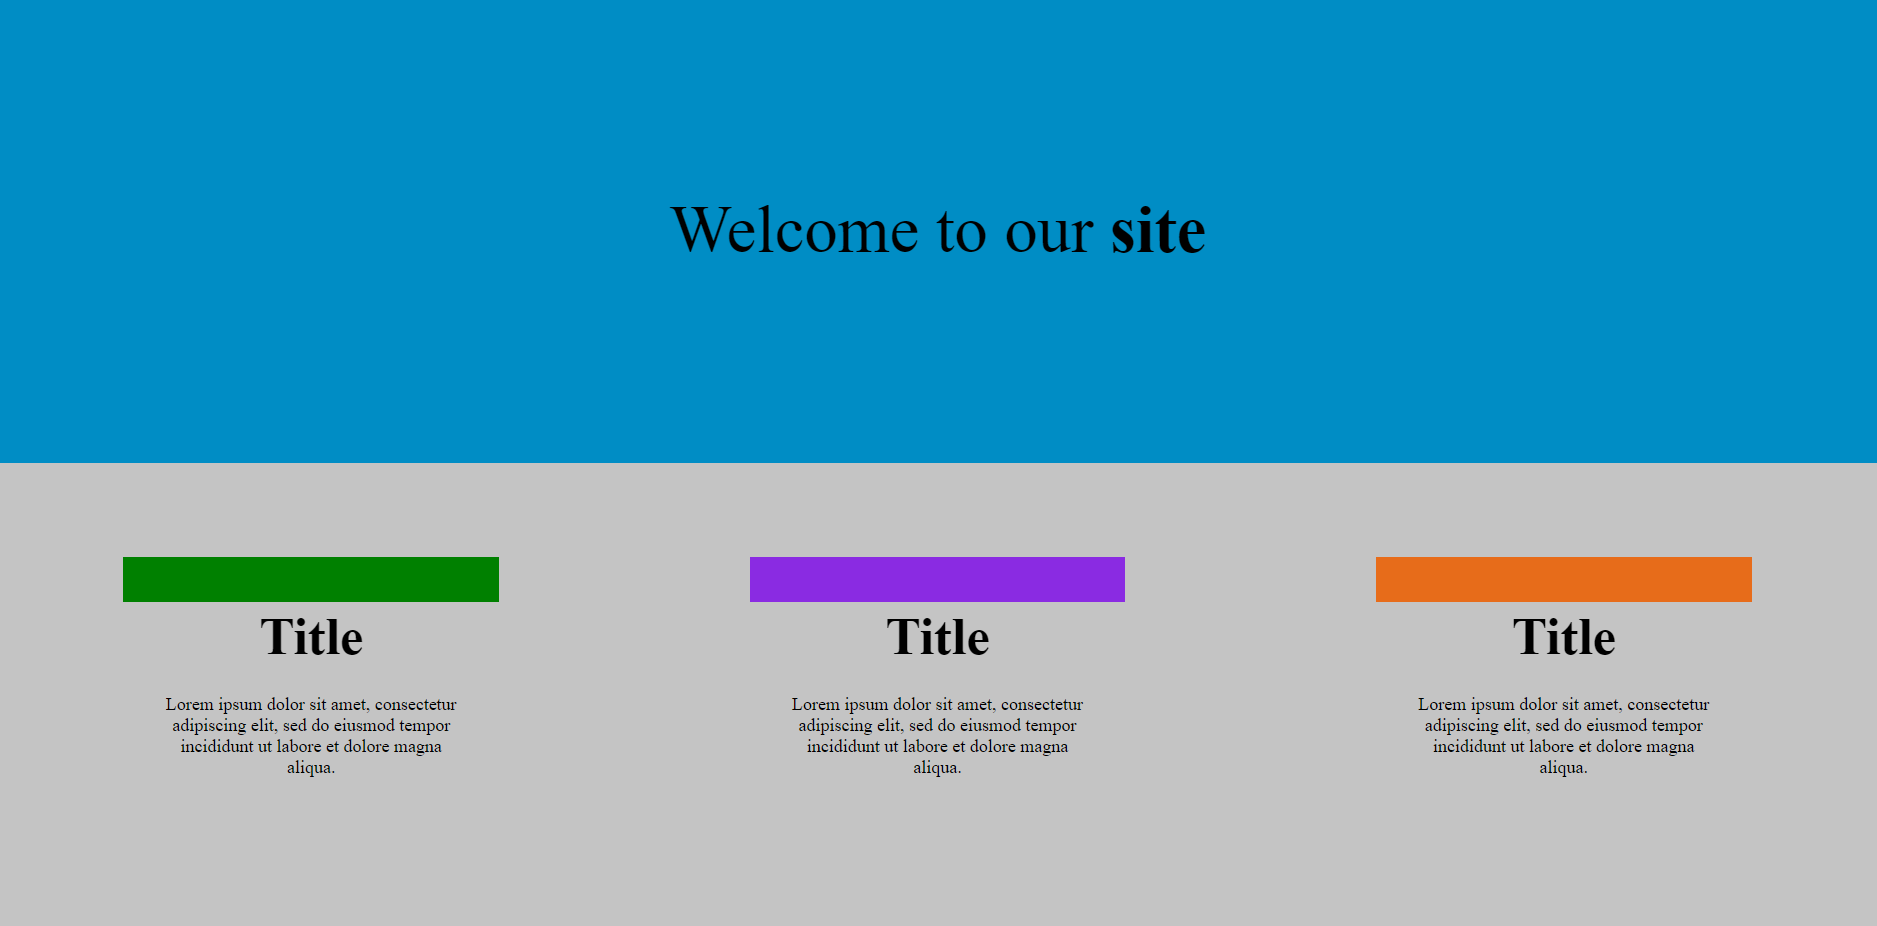 Welcome to our site
Title
Lorem ipsum dolor sit amet, consectetur
adipiscing elit, sed do eiusmod tempor
incididunt ut labore et dolore magna
aliqua.
Title
Lorem ipsum dolor sit amet, consectetur
adipiscing elit, sed do eiusmod tempor
incididunt ut labore et dolore magna
aliqua.
Title
Lorem ipsum dolor sit amet, consectetur
adipiscing elit, sed do eiusmod tempor
incididunt ut labore et dolore magna
aliqua.